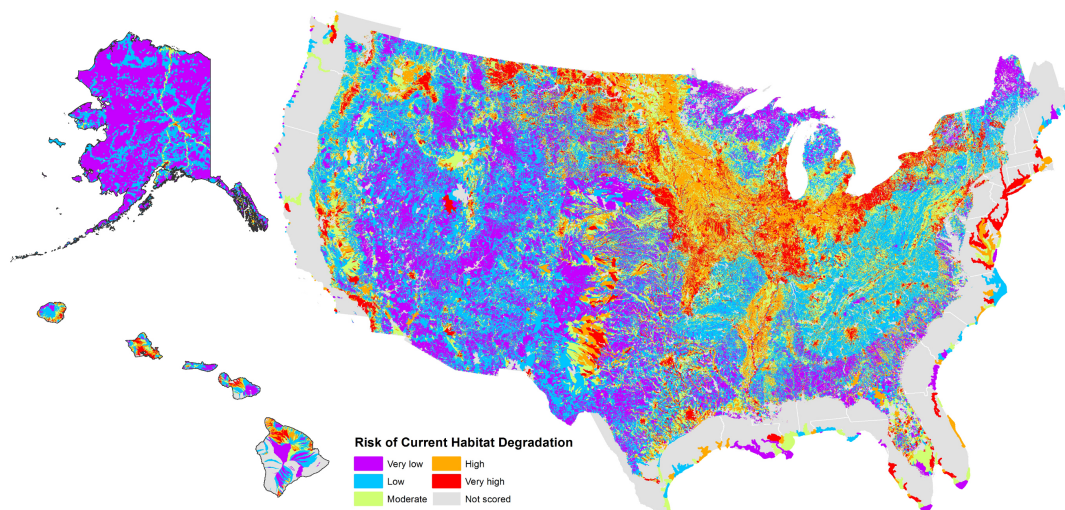 Risk of Current Habitat Degradation
Very low
High
Low
Very high
Moderate
Not scored